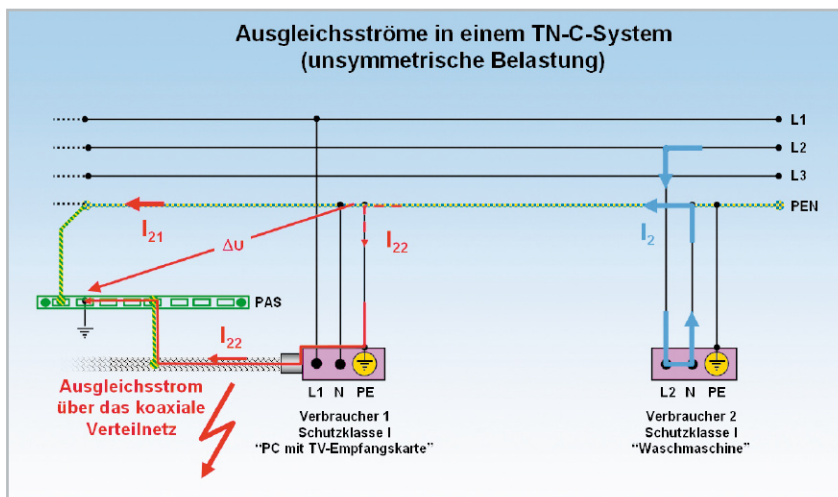 Ausgleichsströme in einem TN-C-System
(unsymmetrische Belastung)
L1
L2
L3
PEN
I21
ΔU
I22
I2
PAS
I22
Ausgleichsstrom
über das koaxiale
Verteilnetz
L1 N PE
Verbraucher 1
Schutzklasse I
"PC mit TV-Empfangskarte"
L2 N PE
Verbraucher 2
Schutzklasse I
"Waschmaschine"